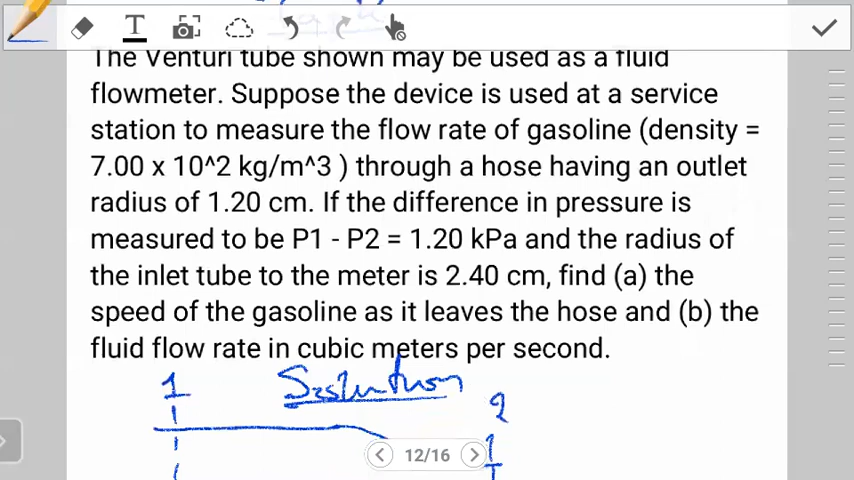 T
The Venturi tube shown may be used as a fluid
flowmeter. Suppose the device is used at a service
station to measure the flow rate of gasoline (density =
7.00 x 10^2 kg/m^3 ) through a hose having an outlet
radius of 1.20 cm. If the difference in pressure is
measured to be P1 - P2 = 1.20 kPa and the radius of
the inlet tube to the meter is 2.40 cm, find (a) the
speed of the gasoline as it leaves the hose and (b) the
fluid flow rate in cubic meters per second.
1 Solution 2
< 12/16 >